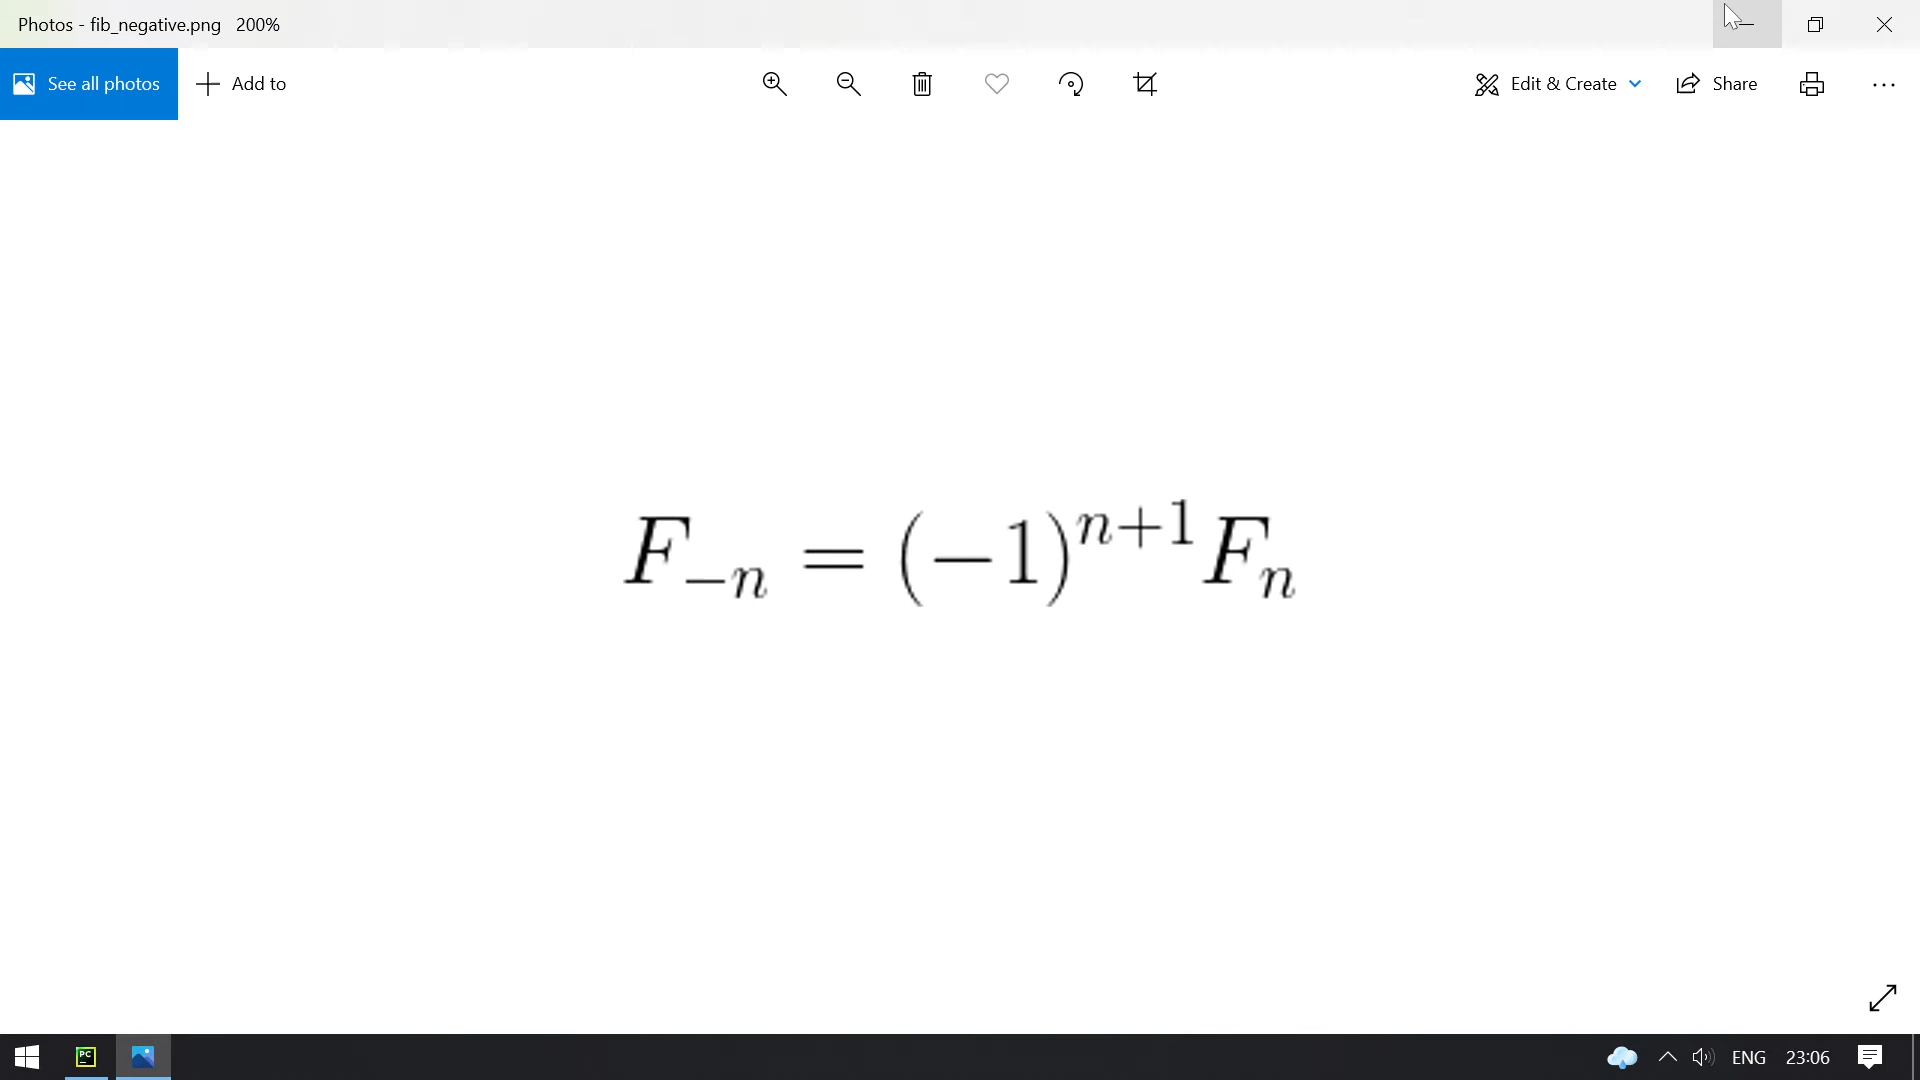 Photos - fib_negative.png 200%
See all photos
Add to
Edit & Create
Share
F_{-n} = (-1)^{n+1} F_n
PC
ENG
23:06